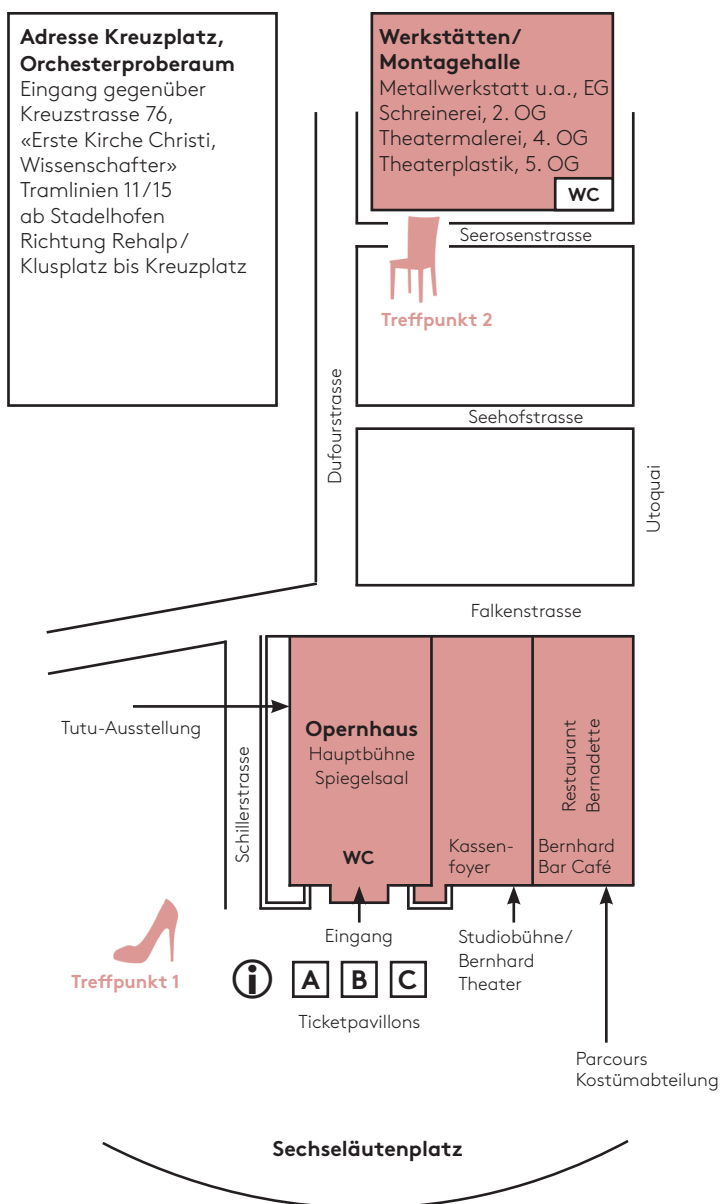 Adresse Kreuzplatz,
Orchesterproberaum
Eingang gegenüber
Kreuzstrasse 76,
«Erste Kirche Christi,
Wissenschafter»
Tramlinien 11/15
ab Stadelhofen
Richtung Rehalp/
Klusplatz bis Kreuzplatz
Werkstätten/
Montagehalle
Metallwerkstatt u.a., EG
Schreinerei, 2. OG
Theatermalerei, 4. OG
Theaterplastik, 5. OG
WC
Seerosenstrasse
Treffpunkt 2
Dufourstrasse
Seehofstrasse
Utoquai
Falkenstrasse
Tutu-Ausstellung
Schillerstrasse
Opernhaus
Hauptbühne
Spiegelsaal
WC
Kassen-
foyer
Restaurant
Bernadette
Bernhard
Bar Café
Eingang
Studiobühne/
Bernhard
Theater
Treffpunkt 1
i A B C
Ticketpavillons
Parcours
Kostümabteilung
Sechseläutenplatz